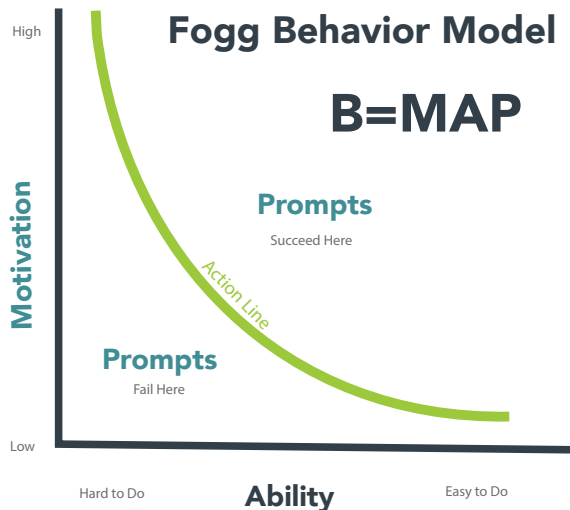 Fogg Behavior Model
High
B=MAP
Prompts
Succeed Here
Motivation
Action Line
Prompts
Fail Here
Low
Hard to Do
Ability
Easy to Do